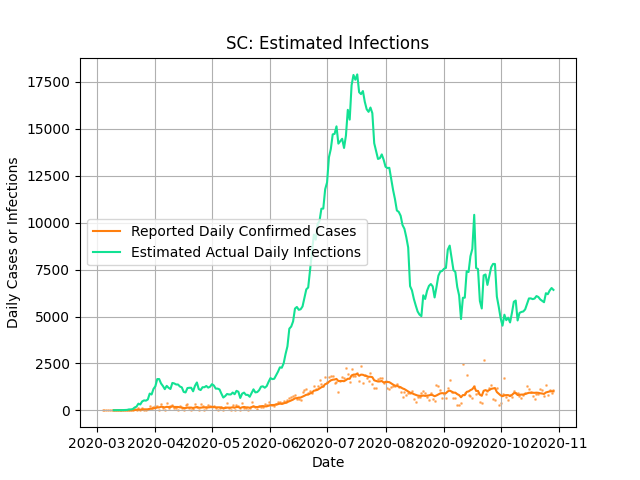 SC: Estimated Infections
Daily Cases or Infections
17500
15000
12500
10000
7500
5000
2500
0
Reported Daily Confirmed Cases
Estimated Actual Daily Infections
2020-03 2020-04 2020-05 2020-06 2020-07 2020-08 2020-09 2020-10 2020-11
Date